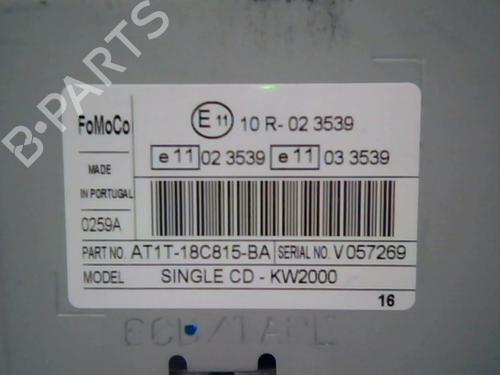 B-PARTS
FoMoCo
E 11 10 R- 02 3539
e 11 02 3539 e 11 03 3539
MADE
IN PORTUGAL
0259A
PART NO. AT1T-18C815-BA SERIAL NO. V 057269
MODEL SINGLE CD - KW2000
16